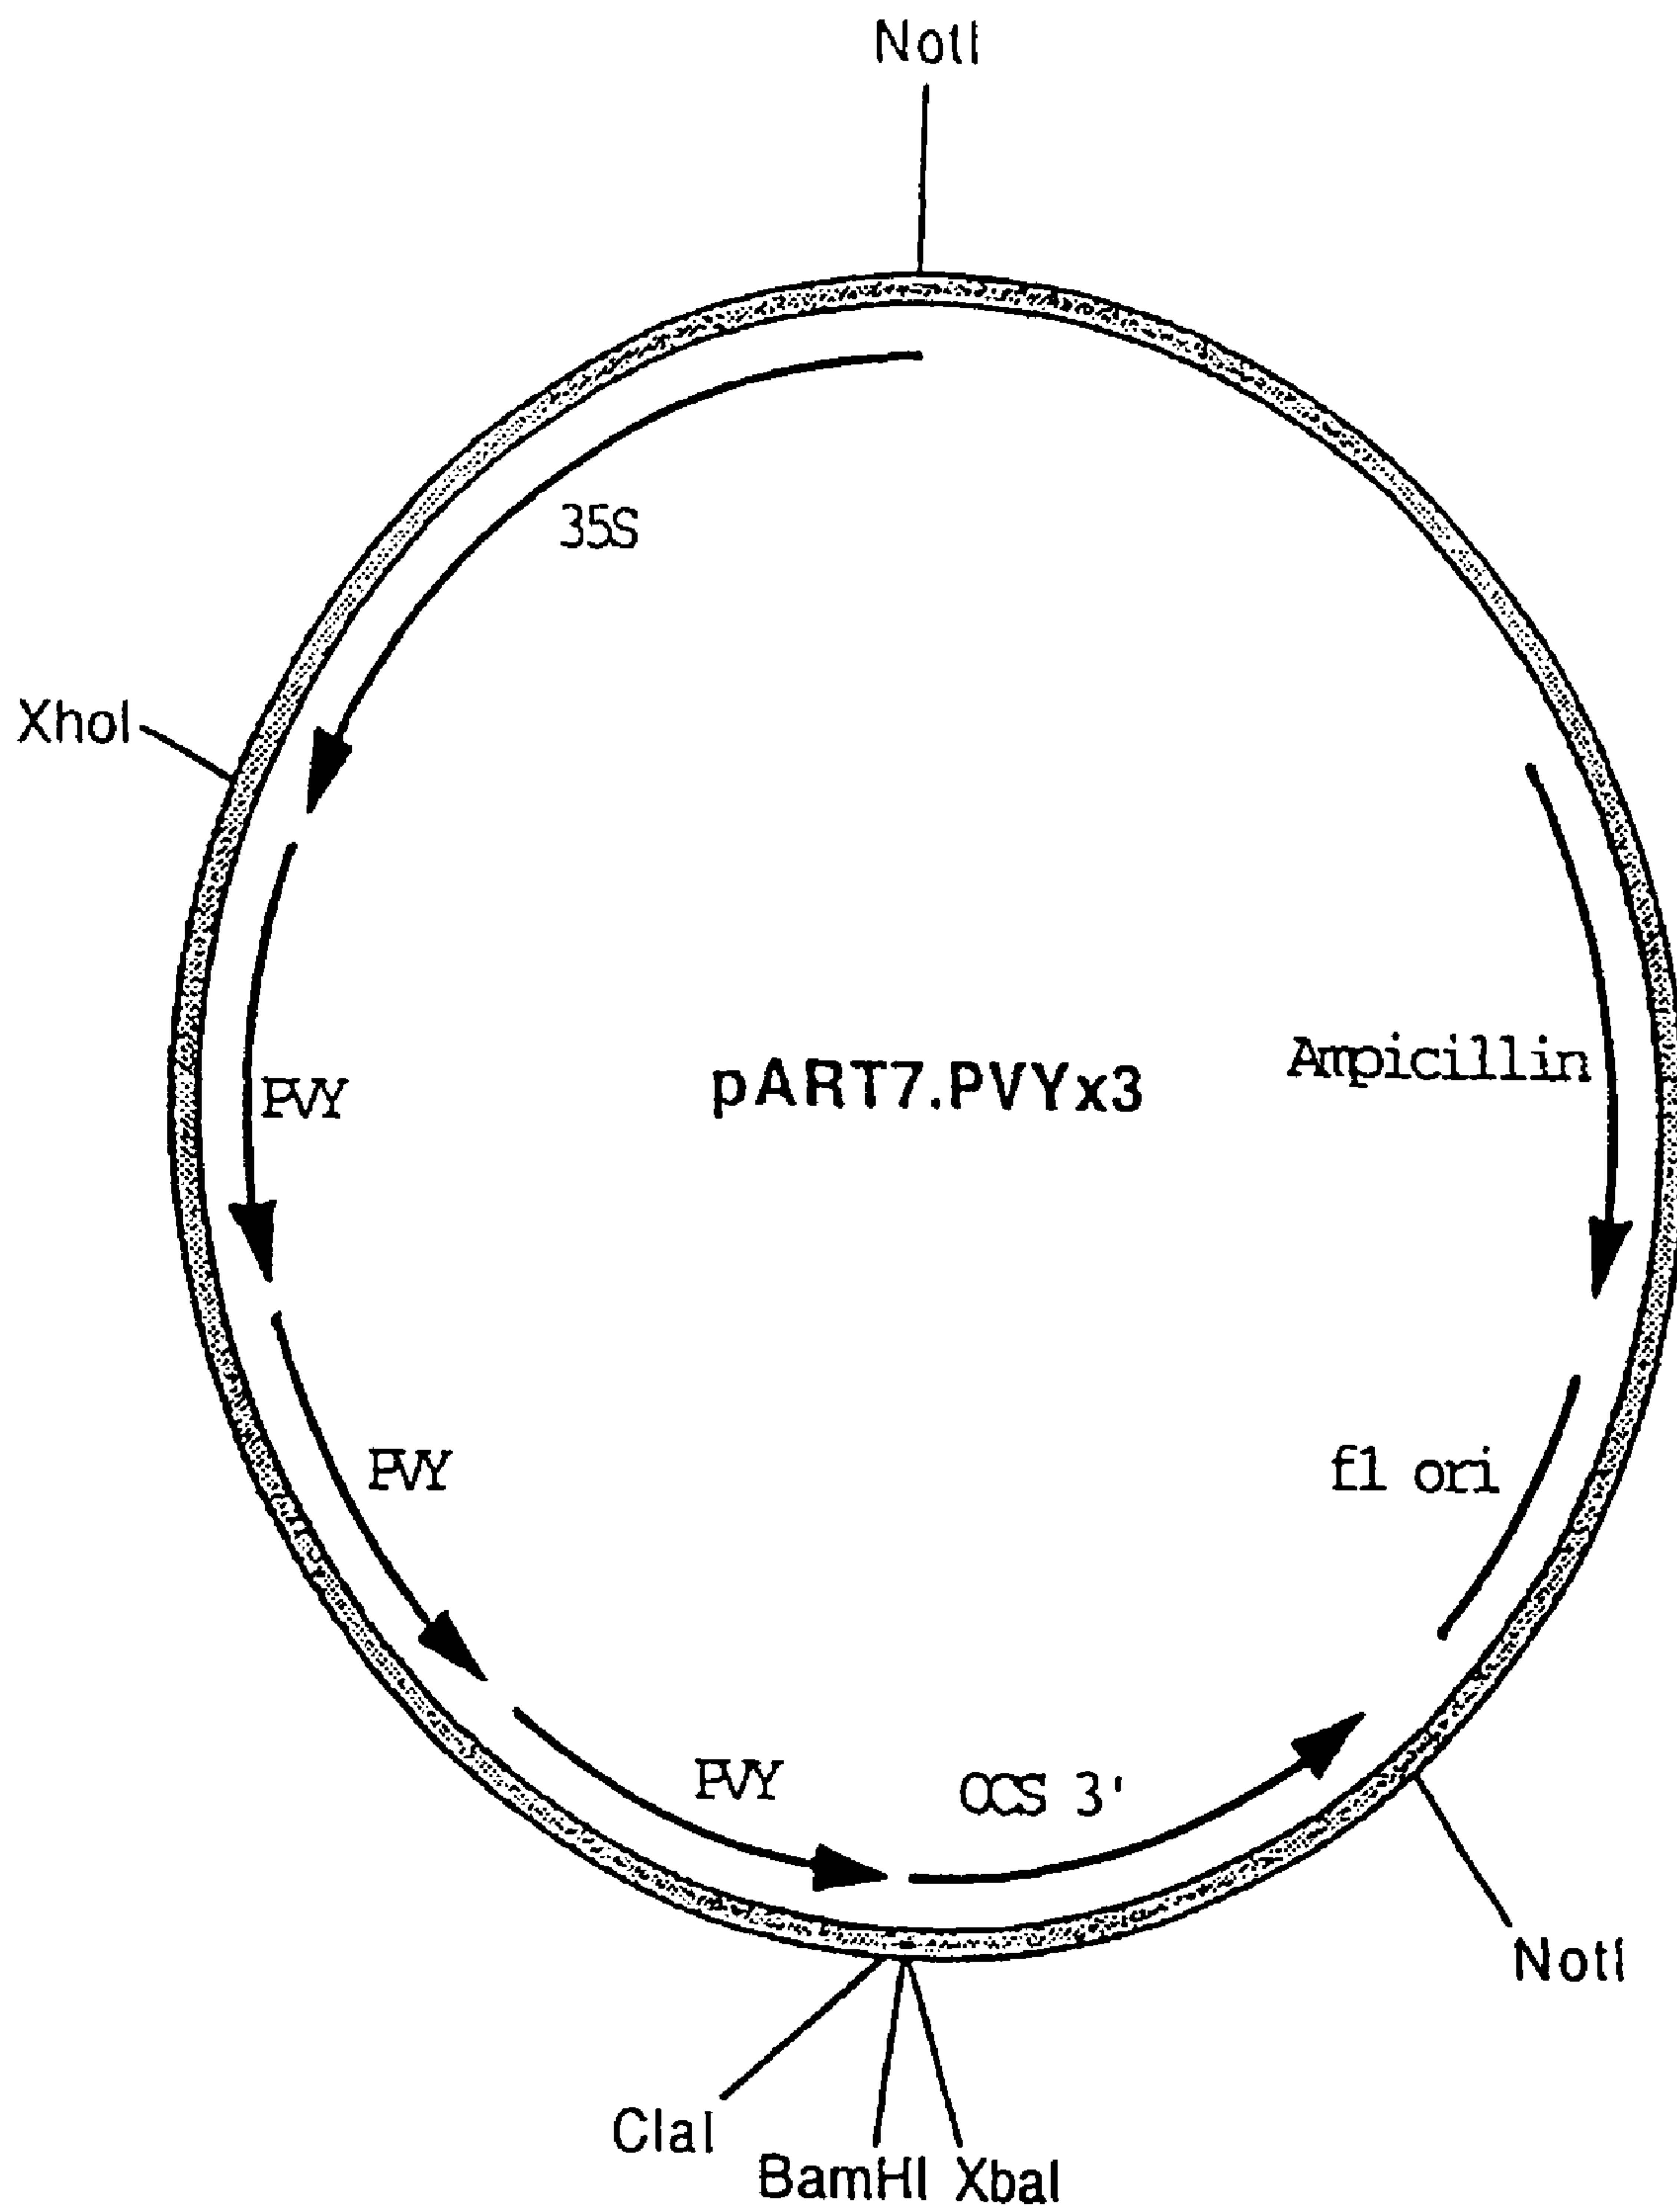 NotI
35S
XhoI
PVY
pART7.PVYx3
Ampicillin
PVY
f1 ori
PVY
OCS 3'
NotI
ClaI
BamHI XbaI